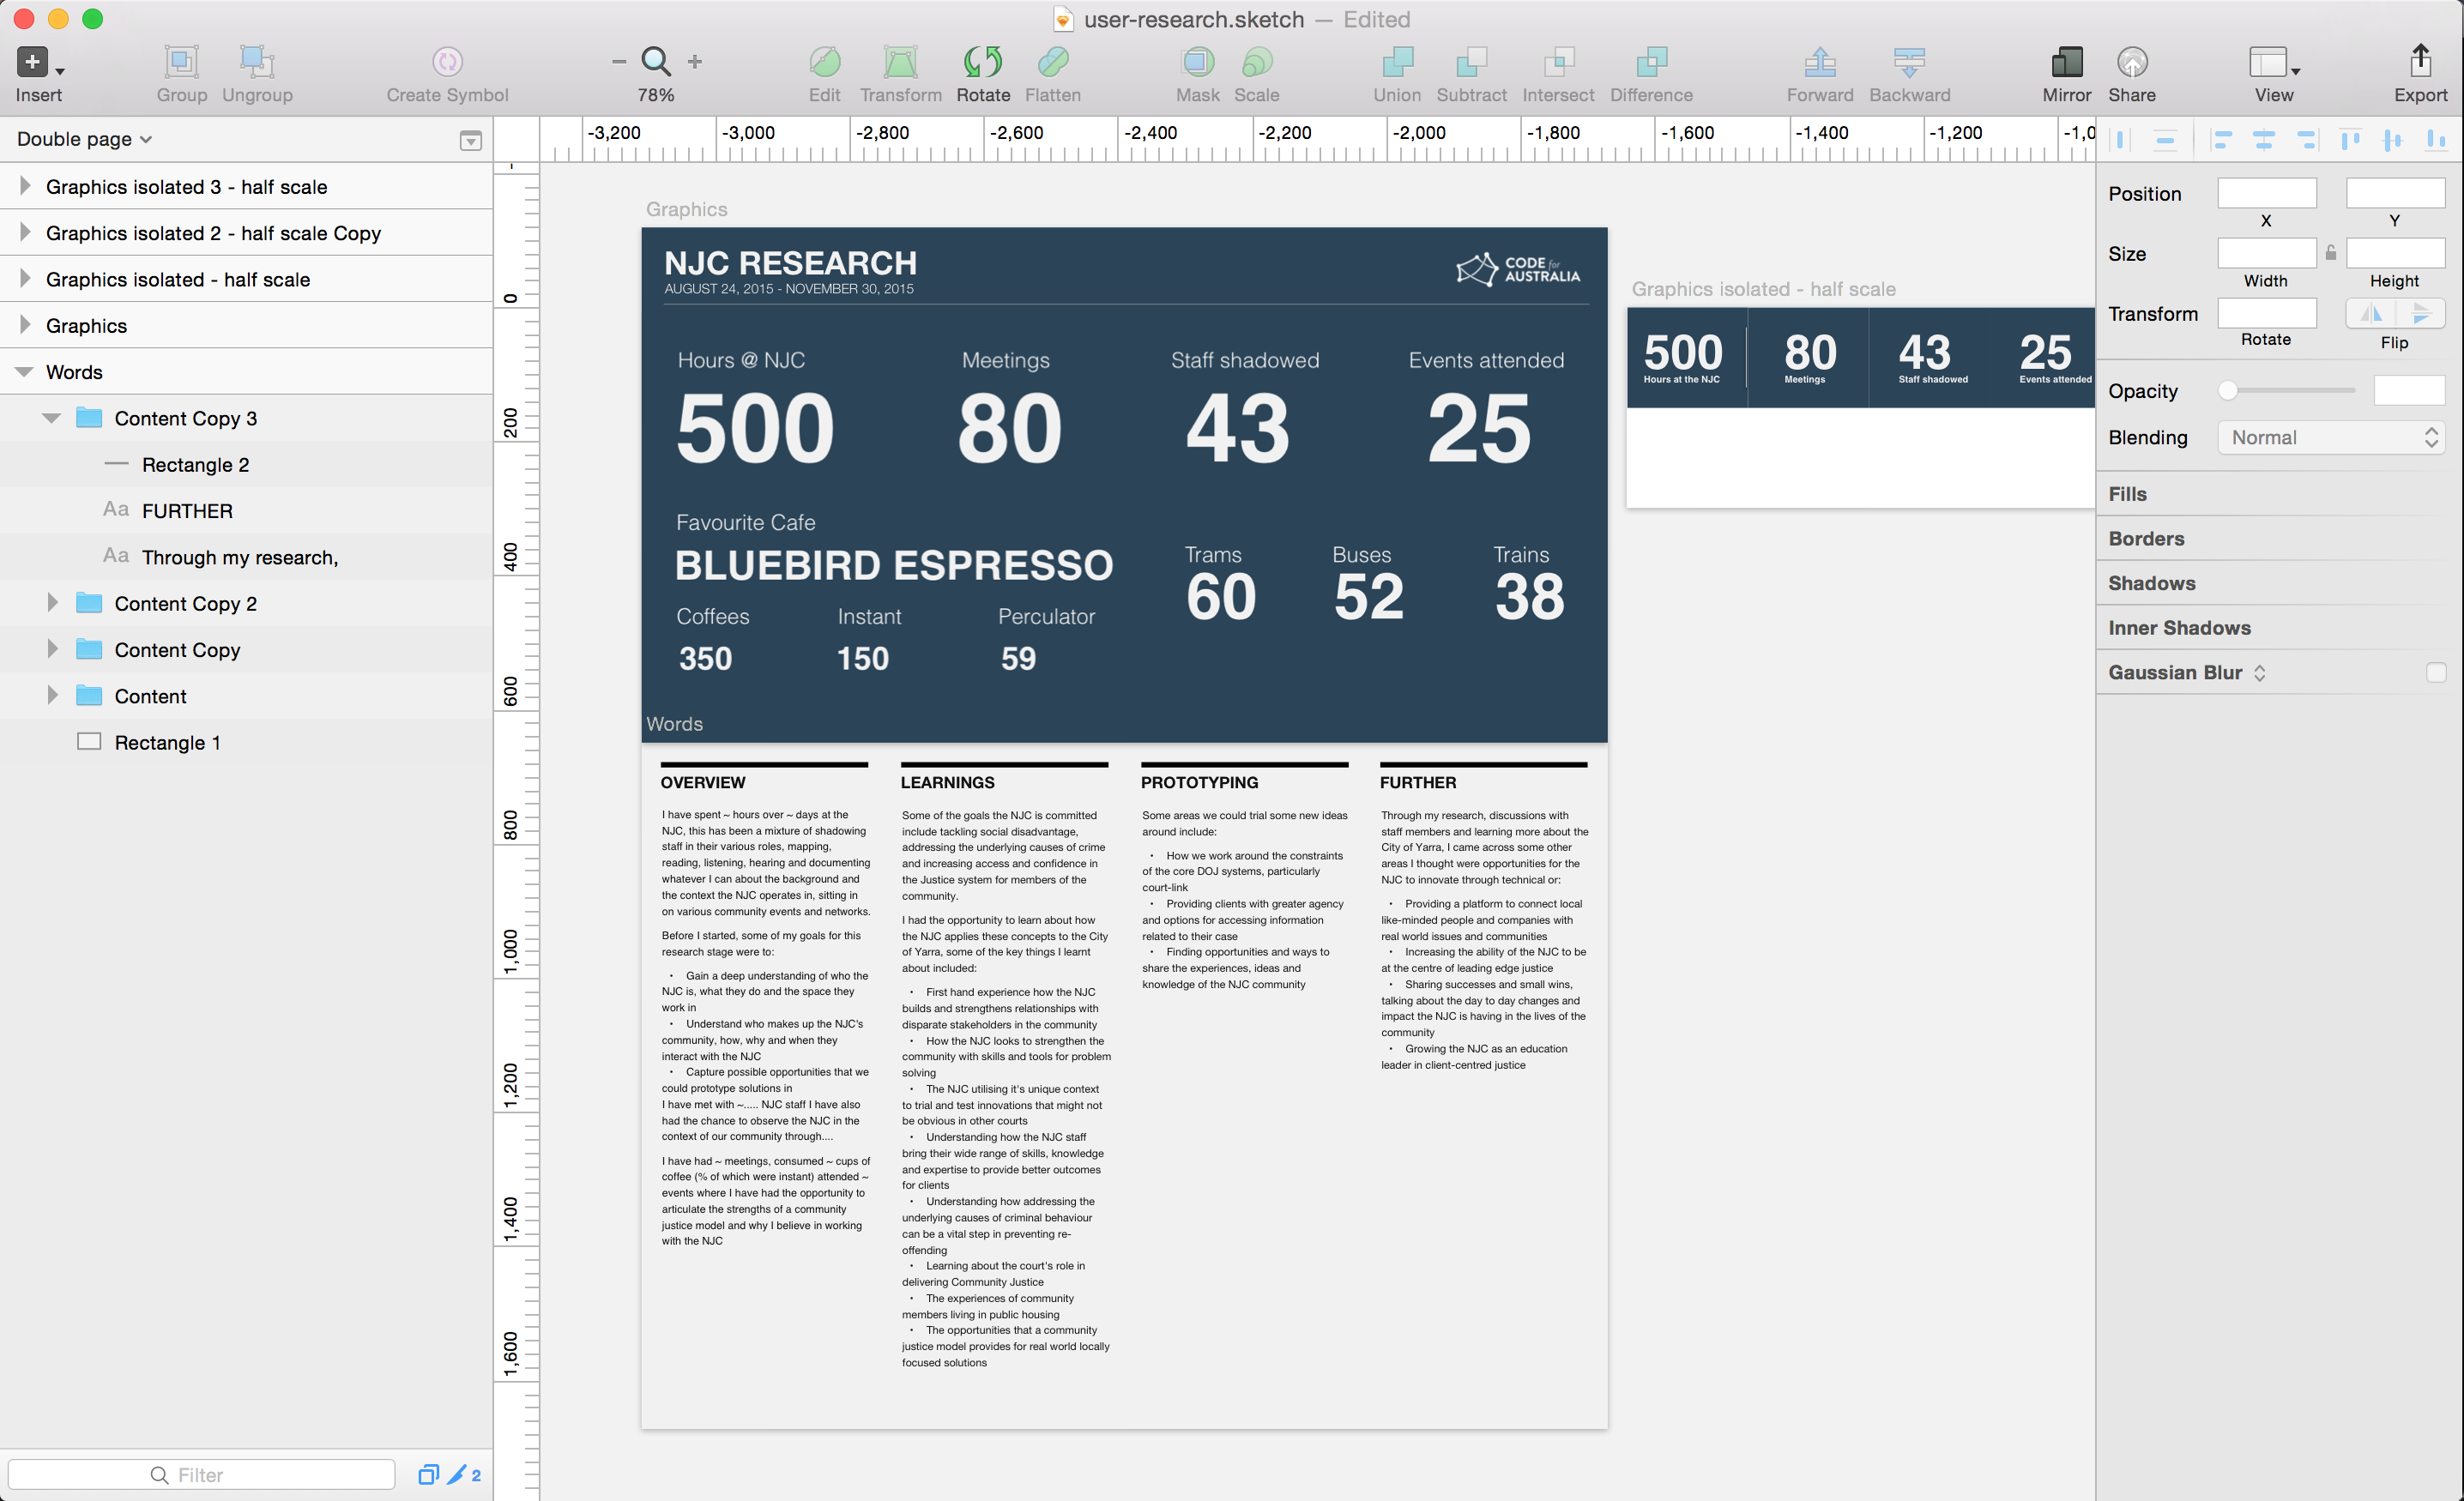 user-research.sketch — Edited
Insert
Group
Ungroup
Create Symbol
78%
Edit
Transform
Rotate
Flatten
Mask
Scale
Union
Subtract
Intersect
Difference
Forward
Backward
Mirror
Share
View
Export
Double page
Graphics isolated 3 - half scale
Graphics isolated 2 - half scale Copy
Graphics isolated - half scale
Graphics
Words
Content Copy 3
Rectangle 2
Aa FURTHER
Aa Through my research,
Content Copy 2
Content Copy
Content
Rectangle 1
Filter
2
-3,200 -3,000 -2,800 -2,600 -2,400 -2,200 -2,000 -1,800 -1,600 -1,400 -1,200 -1,0
0
200
400
600
800
1,000
1,200
1,400
1,600
Graphics
NJC RESEARCH
AUGUST 24, 2015 - NOVEMBER 30, 2015
CODE for
AUSTRALIA
Hours @ NJC
500
Meetings
80
Staff shadowed
43
Events attended
25
Favourite Cafe
BLUEBIRD ESPRESSO
Coffees
350
Instant
150
Perculator
59
Trams
60
Buses
52
Trains
38
Words
OVERVIEW
I have spent ~ hours over ~ days at the
NJC, this has been a mixture of shadowing
staff in their various roles, mapping,
reading, listening, hearing and documenting
whatever I can about the background and
the context the NJC operates in, sitting in
on various community events and networks.
Before I started, some of my goals for this
research stage were to:
• Gain a deep understanding of who the
NJC is, what they do and the space they
work in
• Understand who makes up the NJC's
community, how, why and when they
interact with the NJC
• Capture possible opportunities that we
could prototype solutions in
I have met with ~..... NJC staff I have also
had the chance to observe the NJC in the
context of our community through....
I have had ~ meetings, consumed ~ cups of
coffee (% of which were instant) attended ~
events where I have had the opportunity to
articulate the strengths of a community
justice model and why I believe in working
with the NJC
LEARNINGS
Some of the goals the NJC is committed
include tackling social disadvantage,
addressing the underlying causes of crime
and increasing access and confidence in
the Justice system for members of the
community.
I had the opportunity to learn about how
the NJC applies these concepts to the City
of Yarra, some of the key things I learnt
about included:
• First hand experience how the NJC
builds and strengthens relationships with
disparate stakeholders in the community
• How the NJC looks to strengthen the
community with skills and tools for problem
solving
• The NJC utilising it's unique context
to trial and test innovations that might not
be obvious in other courts
• Understanding how the NJC staff
bring their wide range of skills, knowledge
and expertise to provide better outcomes
for clients
• Understanding how addressing the
underlying causes of criminal behaviour
can be a vital step in preventing re-
offending
• Learning about the court's role in
delivering Community Justice
• The experiences of community
members living in public housing
• The opportunities that a community
justice model provides for real world locally
focused solutions
PROTOTYPING
Some areas we could trial some new ideas
around include:
• How we work around the constraints
of the core DOJ systems, particularly
court-link
• Providing clients with greater agency
and options for accessing information
related to their case
• Finding opportunities and ways to
share the experiences, ideas and
knowledge of the NJC community
FURTHER
Through my research, discussions with
staff members and learning more about the
City of Yarra, I came across some other
areas I thought were opportunities for the
NJC to innovate through technical or:
• Providing a platform to connect local
like-minded people and companies with
real world issues and communities
• Increasing the ability of the NJC to be
at the centre of leading edge justice
• Sharing successes and small wins,
talking about the day to day changes and
impact the NJC is having in the lives of the
community
• Growing the NJC as an education
leader in client-centred justice
Graphics isolated - half scale
500
Hours at the NJC
80
Meetings
43
Staff shadowed
25
Events attended
Position
X
Y
Size
Width
Height
Transform
Rotate
Flip
Opacity
Blending
Normal
Fills
Borders
Shadows
Inner Shadows
Gaussian Blur